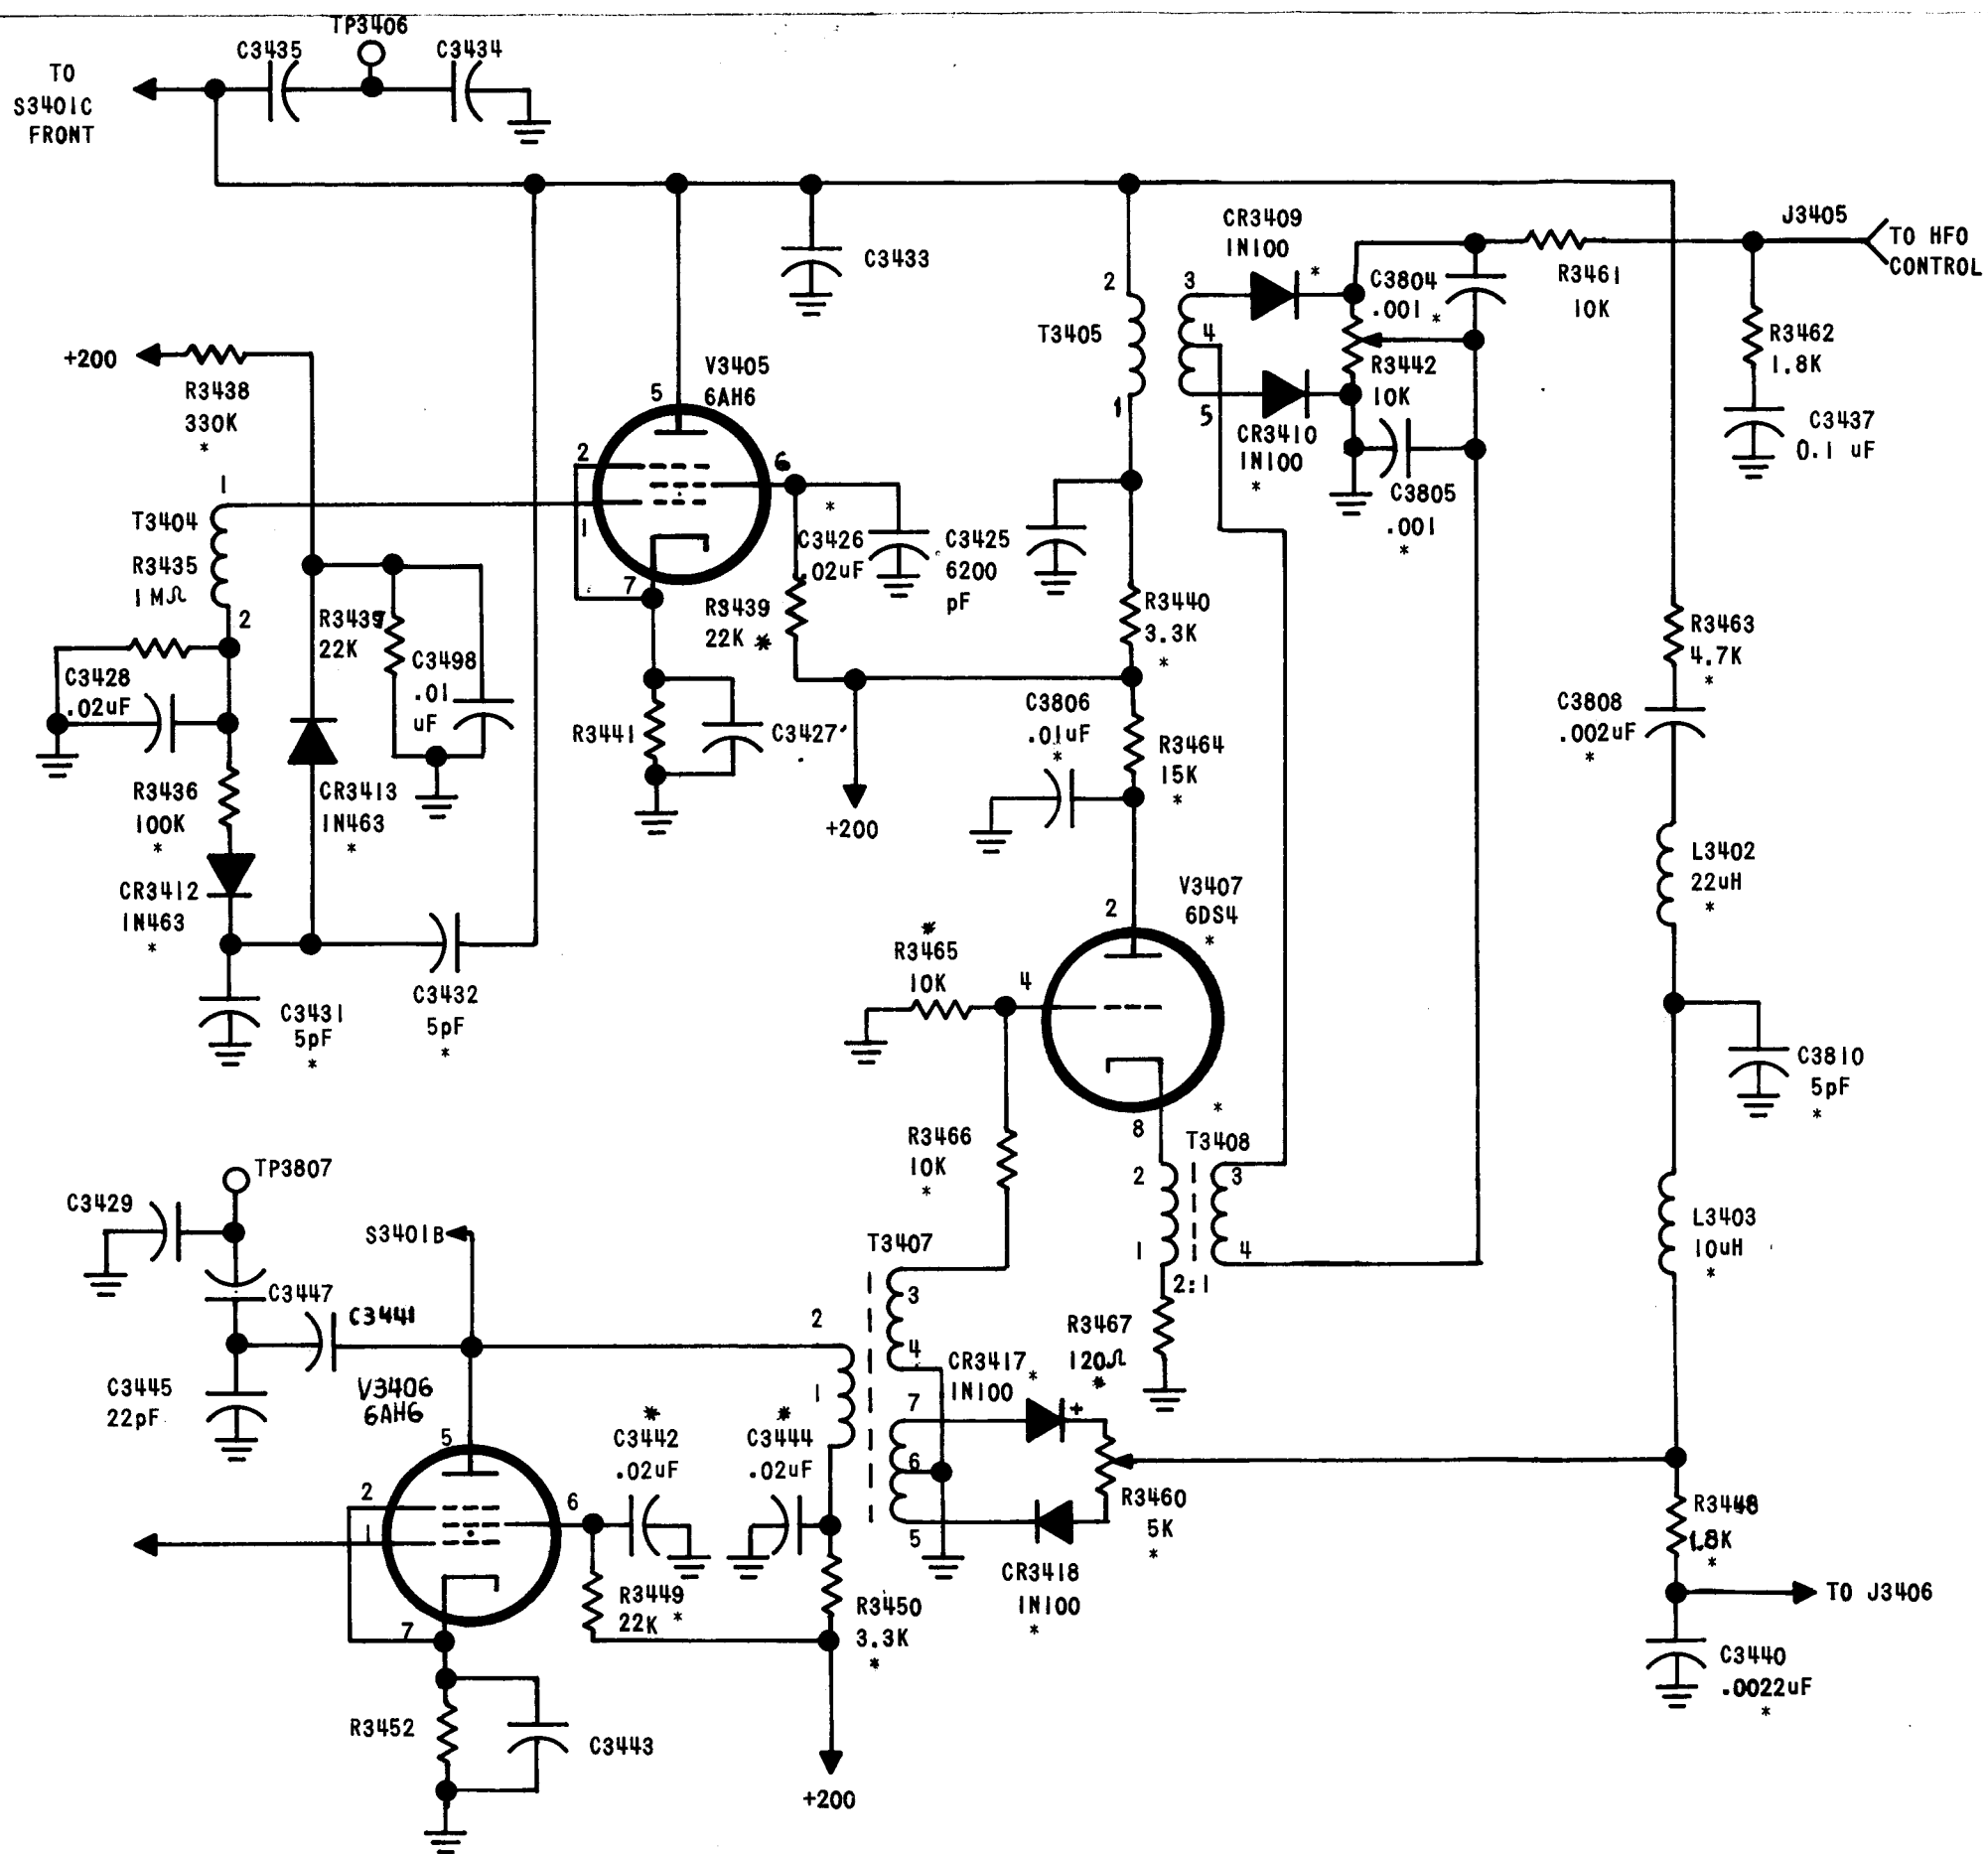 TP3406
C3435
C3434
TO
S3401C
FRONT
C3433
CR3409
1N100
*
J3405
TO HFO
CONTROL
C3804
.001
*
R3461
10K
R3462
1.8K
C3437
0.1 uF
T3405
2
1
3
4
5
R3442
10K
CR3410
1N100
*
C3805
.001
*
+200
R3438
330K
*
V3405
6AH6
5
2
1
6
7
1
T3404
R3435
1MΩ
2
R3439
22K
C3498
.01
uF
*
C3426
.02uF
C3425
6200
pF
R3439
22K *
R3440
3.3K
*
R3463
4.7K
*
C3428
.02uF
C3806
.01uF
*
R3441
C3427
R3464
15K
*
C3808
.002uF
*
R3436
100K
*
CR3413
1N463
*
+200
CR3412
1N463
*
L3402
22uH
*
V3407
6DS4
*
2
4
8
*
R3465
10K
C3431
5pF
*
C3432
5pF
*
C3810
5pF
*
R3466
10K
*
*
T3408
2
1
3
4
2:1
TP3807
C3429
S3401B
C3447
C3441
T3407
2
1
3
4
7
6
5
L3403
10uH
*
R3467
120Ω
*
CR3417
1N100
*
+
C3445
22pF
V3406
6AH6
5
2
1
6
7
*
C3442
.02uF
*
C3444
.02uF
R3460
5K
*
R3448
1.8K
*
CR3418
1N100
*
R3449
22K *
R3450
3.3K
*
TO J3406
C3440
.0022uF
*
R3452
C3443
+200